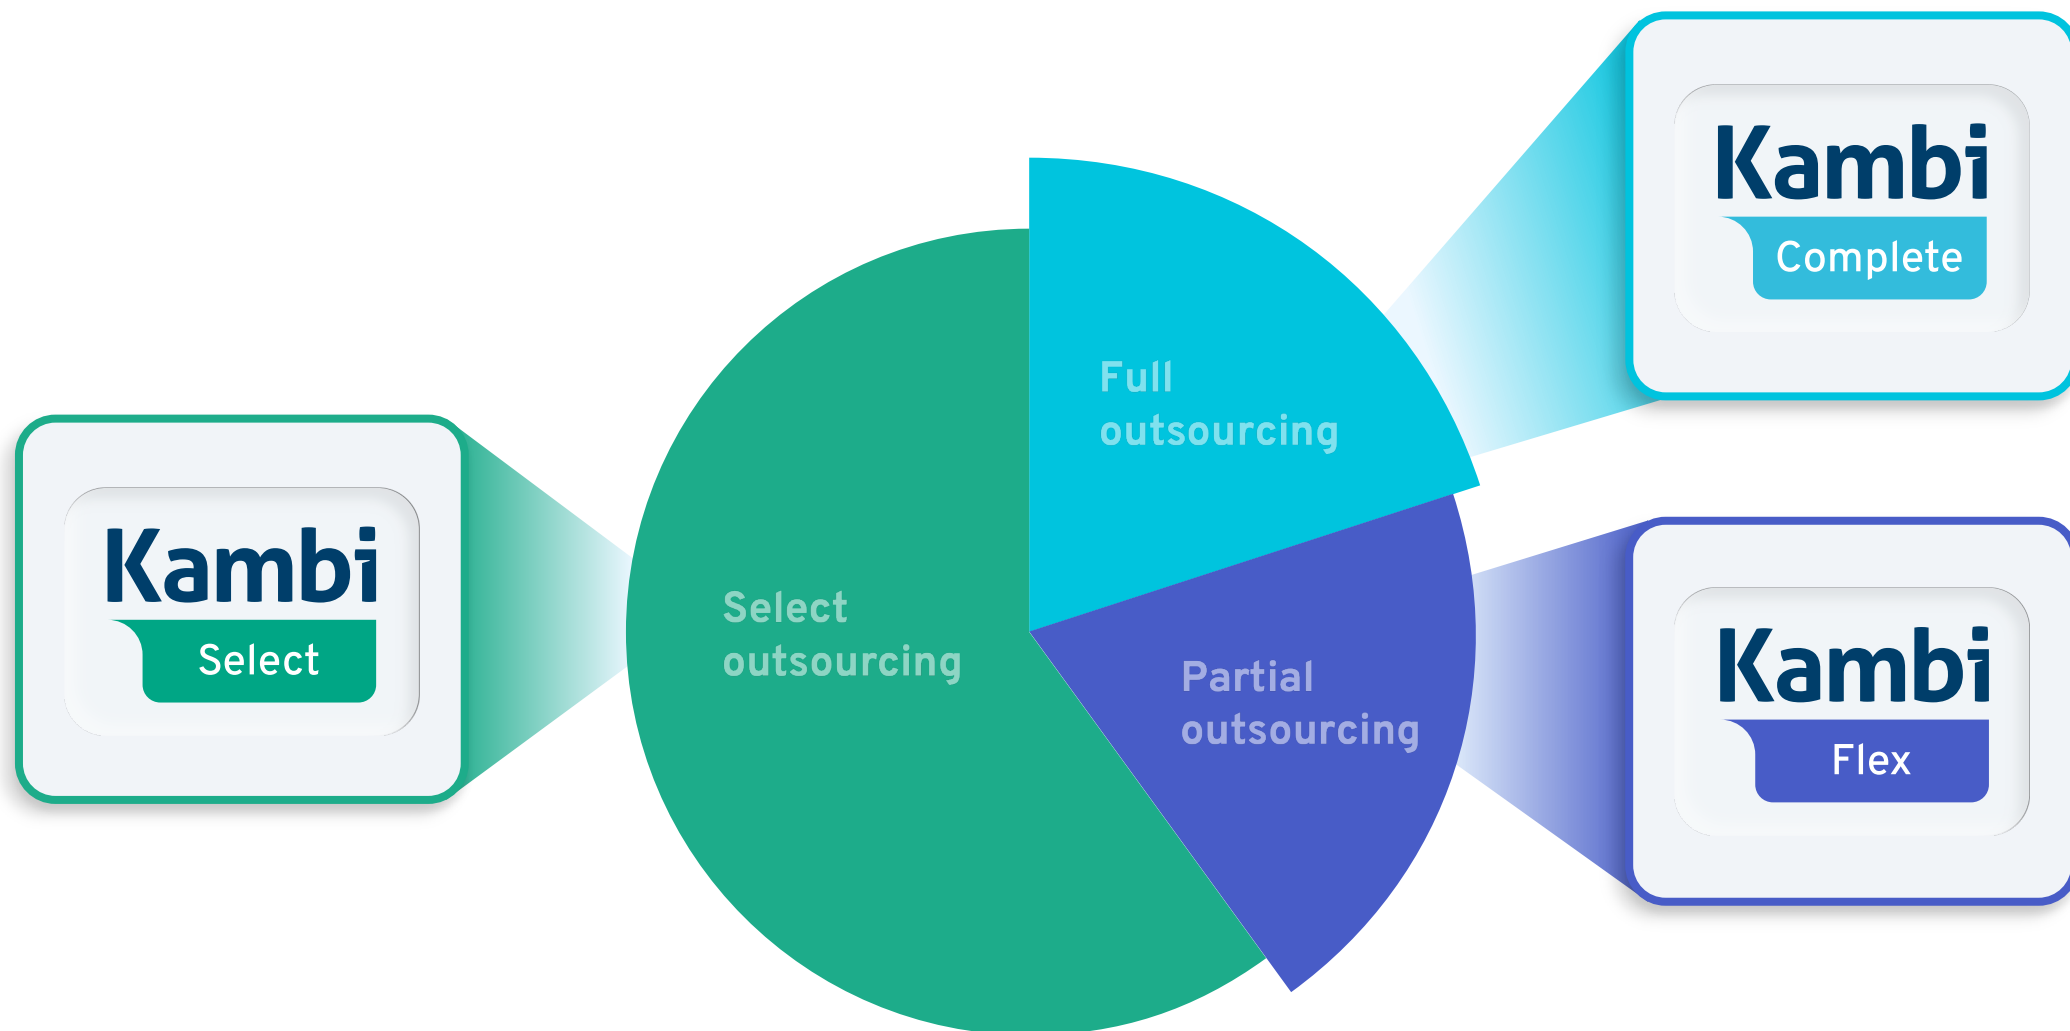 Kambi
Complete
Full
outsourcing
Kambi
Select
Select
outsourcing
Partial
outsourcing
Kambi
Flex